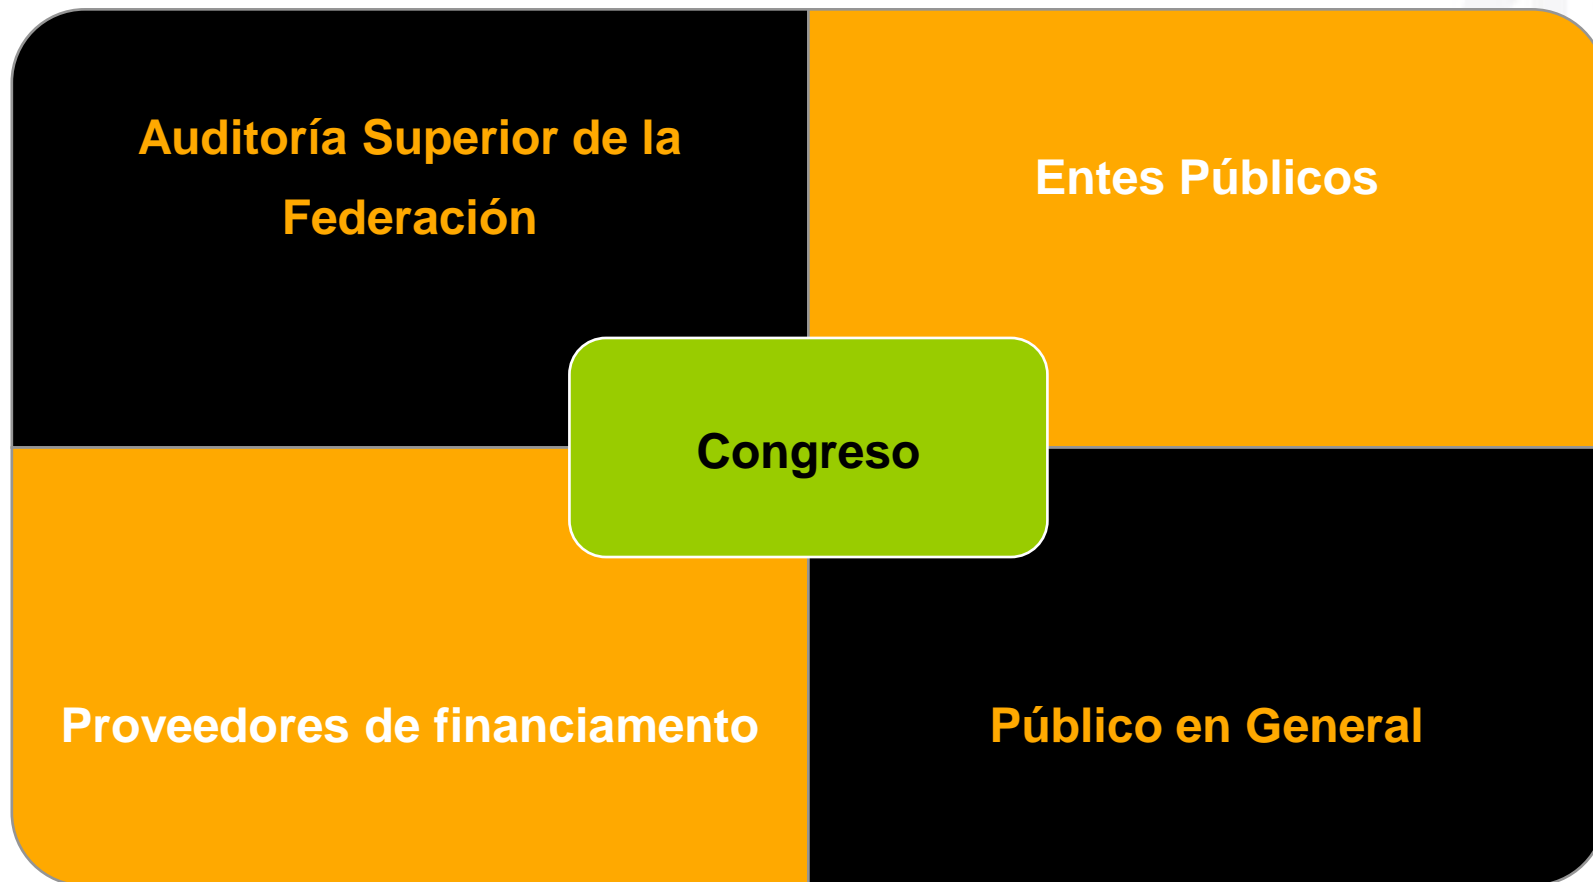 Auditoría Superior de la
Federación
Entes Públicos
Congreso
Proveedores de financiamento
Público en General